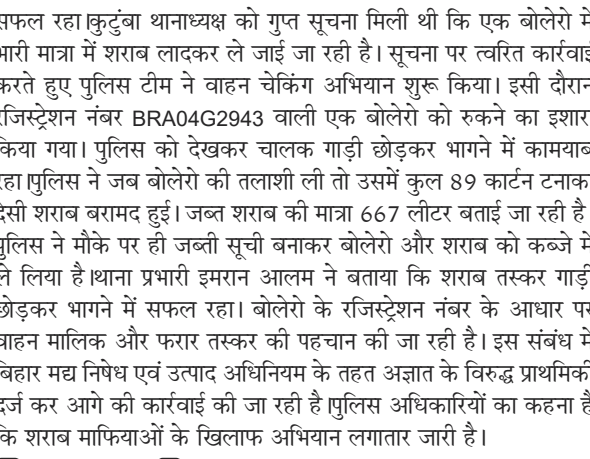 सफल रहा।कुटुंबा थानाध्यक्ष को गुप्त सूचना मिली थी कि एक बोलेरो में
भारी मात्रा में शराब लादकर ले जाई जा रही है। सूचना पर त्वरित कार्रवाई
करते हुए पुलिस टीम ने वाहन चेकिंग अभियान शुरू किया। इसी दौरान
रजिस्ट्रेशन नंबर BRA04G2943 वाली एक बोलेरो को रुकने का इशार
किया गया। पुलिस को देखकर चालक गाड़ी छोड़कर भागने में कामयाब
रहा।पुलिस ने जब बोलेरो की तलाशी ली तो उसमें कुल 89 कार्टन टनाका
देसी शराब बरामद हुई। जब्त शराब की मात्रा 667 लीटर बताई जा रही है
पुलिस ने मौके पर ही जब्ती सूची बनाकर बोलेरो और शराब को कब्जे में
ले लिया है।थाना प्रभारी इमरान आलम ने बताया कि शराब तस्कर गाड़ी
छोड़कर भागने में सफल रहा। बोलेरो के रजिस्ट्रेशन नंबर के आधार पर
वाहन मालिक और फरार तस्कर की पहचान की जा रही है। इस संबंध में
बिहार मद्य निषेध एवं उत्पाद अधिनियम के तहत अज्ञात के विरुद्ध प्राथमिकी
दर्ज कर आगे की कार्रवाई की जा रही है।पुलिस अधिकारियों का कहना है
कि शराब माफियाओं के खिलाफ अभियान लगातार जारी है।